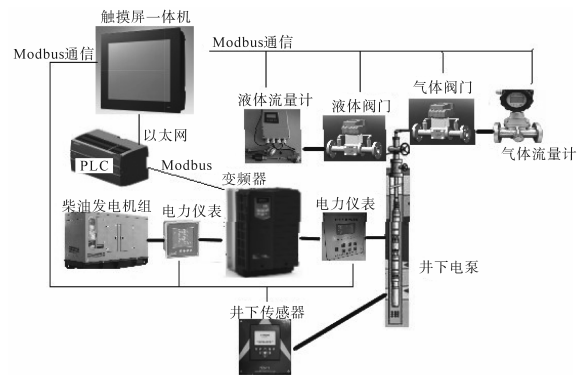 触摸屏一体机
Modbus通信
Modbus通信
气体阀门
液体流量计
液体阀门
以太网
气体流量计
PLC
Modbus
变频器
柴油发电机组
电力仪表
电力仪表
井下电泵
井下传感器